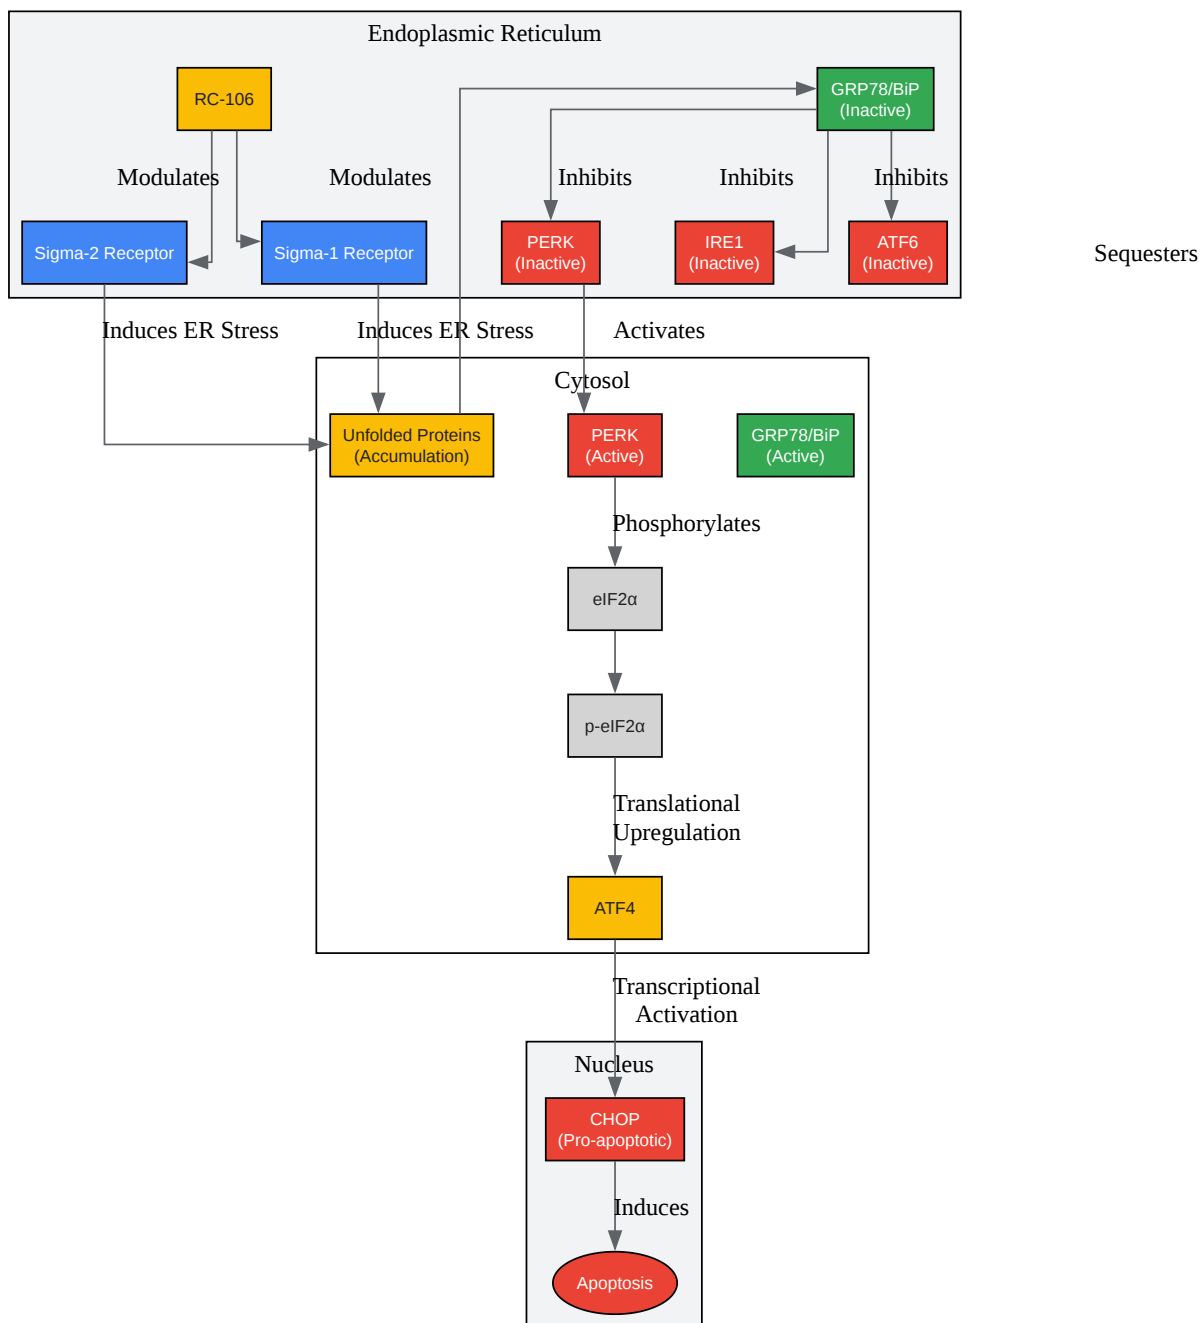 Endoplasmic Reticulum
RC-106
GRP78/BiP
(Inactive)
Modulates
Modulates
Inhibits
Inhibits
Inhibits
Sigma-2 Receptor
Sigma-1 Receptor
PERK
(Inactive)
IRE1
(Inactive)
ATF6
(Inactive)
Sequesters
Induces ER Stress
Induces ER Stress
Activates
Cytosol
Unfolded Proteins
(Accumulation)
PERK
(Active)
GRP78/BiP
(Active)
Phosphorylates
eIF2α
p-eIF2α
Translational
Upregulation
ATF4
Transcriptional
Activation
Nucleus
CHOP
(Pro-apoptotic)
Induces
Apoptosis